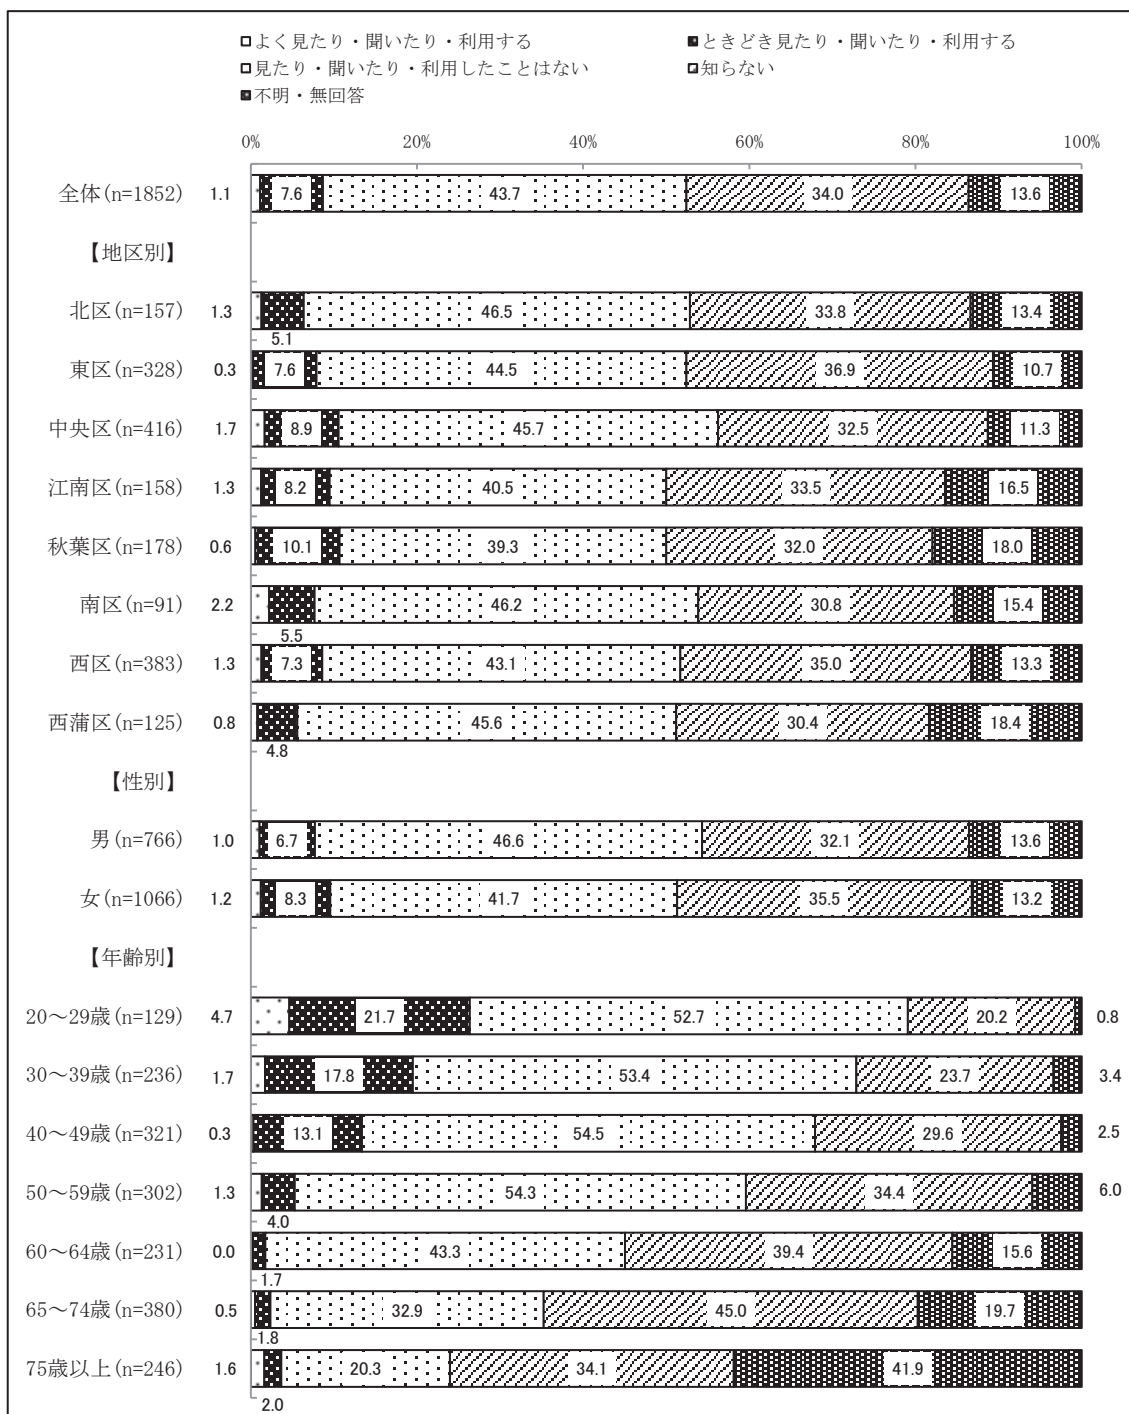 よく見たり・聞いたり・利用する ときどき見たり・聞いたり・利用する
見たり・聞いたり・利用したことはない 知らない
不明・無回答
0% 20% 40% 60% 80% 100%
全体(n=1852) 1.1 7.6 43.7 34.0 13.6
【地区別】
北区(n=157) 1.3 46.5 33.8 13.4
5.1
東区(n=328) 0.3 7.6 44.5 36.9 10.7
中央区(n=416) 1.7 8.9 45.7 32.5 11.3
江南区(n=158) 1.3 8.2 40.5 33.5 16.5
秋葉区(n=178) 0.6 10.1 39.3 32.0 18.0
南区(n=91) 2.2 46.2 30.8 15.4
5.5
西区(n=383) 1.3 7.3 43.1 35.0 13.3
西蒲区(n=125) 0.8 45.6 30.4 18.4
4.8
【性別】
男(n=766) 1.0 6.7 46.6 32.1 13.6
女(n=1066) 1.2 8.3 41.7 35.5 13.2
【年齢別】
20～29歳(n=129) 4.7 21.7 52.7 20.2 0.8
30～39歳(n=236) 1.7 17.8 53.4 23.7 3.4
40～49歳(n=321) 0.3 13.1 54.5 29.6 2.5
50～59歳(n=302) 1.3 54.3 34.4 6.0
4.0
60～64歳(n=231) 0.0 43.3 39.4 15.6
1.7
65～74歳(n=380) 0.5 32.9 45.0 19.7
1.8
75歳以上(n=246) 1.6 20.3 34.1 41.9
2.0